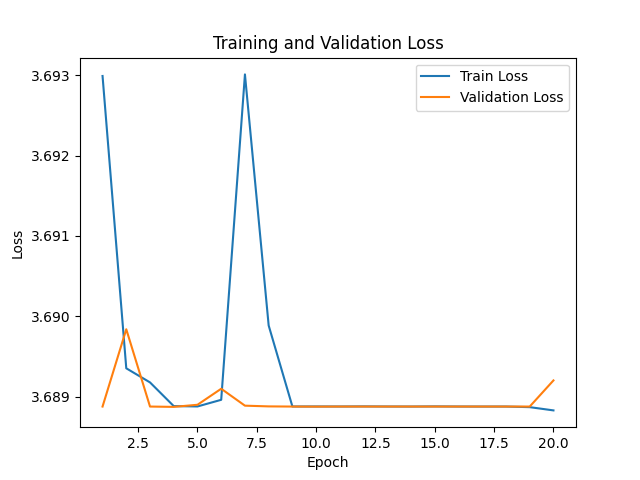 Training and Validation Loss
Train Loss
Validation Loss
3.693
3.692
3.691
3.690
3.689
Loss
2.5 5.0 7.5 10.0 12.5 15.0 17.5 20.0
Epoch